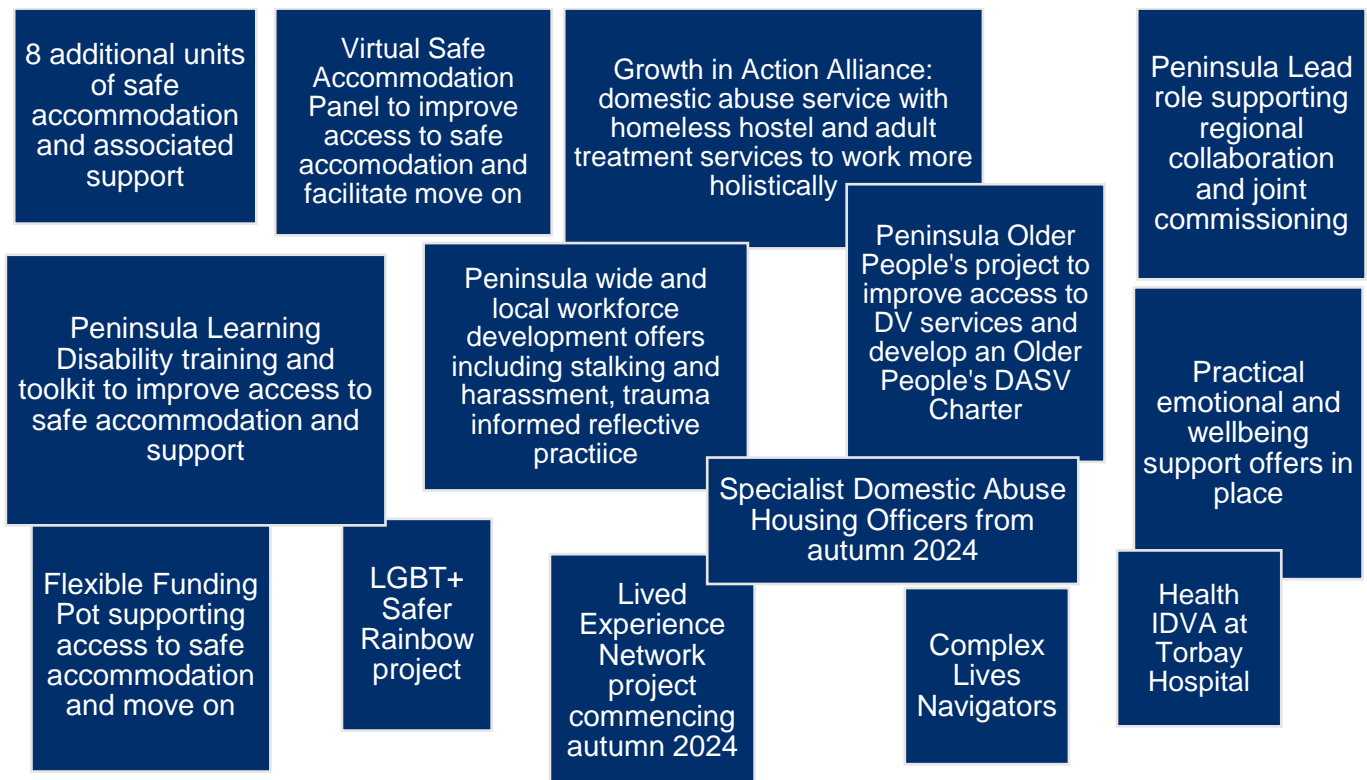 8 additional units
of safe
accommodation
and associated
support
Virtual Safe
Accommodation
Panel to improve
access to safe
accomodation and
facilitate move on
Growth in Action Alliance:
domestic abuse service with
homeless hostel and adult
treatment services to work more
holistically
Peninsula Lead
role supporting
regional
collaboration
and joint
commissioning
Peninsula Learning
Disability training and
toolkit to improve access to
safe accommodation and
support
Peninsula wide and
local workforce
development offers
including stalking and
harassment, trauma
informed reflective
practiice
Peninsula Older
People's project to
improve access to
DV services and
develop an Older
People's DASV
Charter
Practical
emotional and
wellbeing
support offers in
place
Specialist Domestic Abuse
Housing Officers from
autumn 2024
Flexible Funding
Pot supporting
access to safe
accommodation
and move on
LGBT+
Safer
Rainbow
project
Lived
Experience
Network
project
commencing
autumn 2024
Complex
Lives
Navigators
Health
IDVA at
Torbay
Hospital